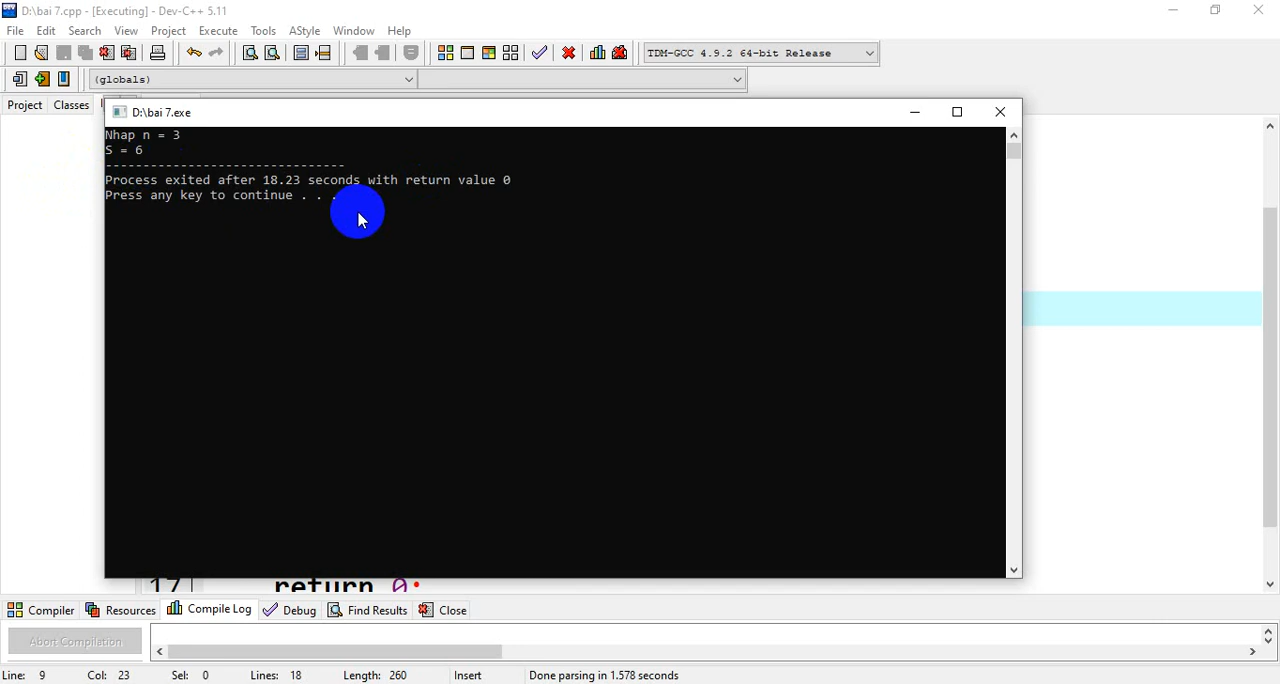 D:\bai 7.cpp - [Executing] - Dev-C++ 5.11
File Edit Search View Project Execute Tools AStyle Window Help
TDM-GCC 4.9.2 64-bit Release
(globals)
Project Classes
D:\bai 7.exe
Nhap n = 3
S = 6
--------------------------------
Process exited after 18.23 seconds with return value 0
Press any key to continue . . .
17 return 0;
Compiler Resources Compile Log Debug Find Results Close
Abort Compilation
Line: 9 Col: 23 Sel: 0 Lines: 18 Length: 260 Insert Done parsing in 1.578 seconds